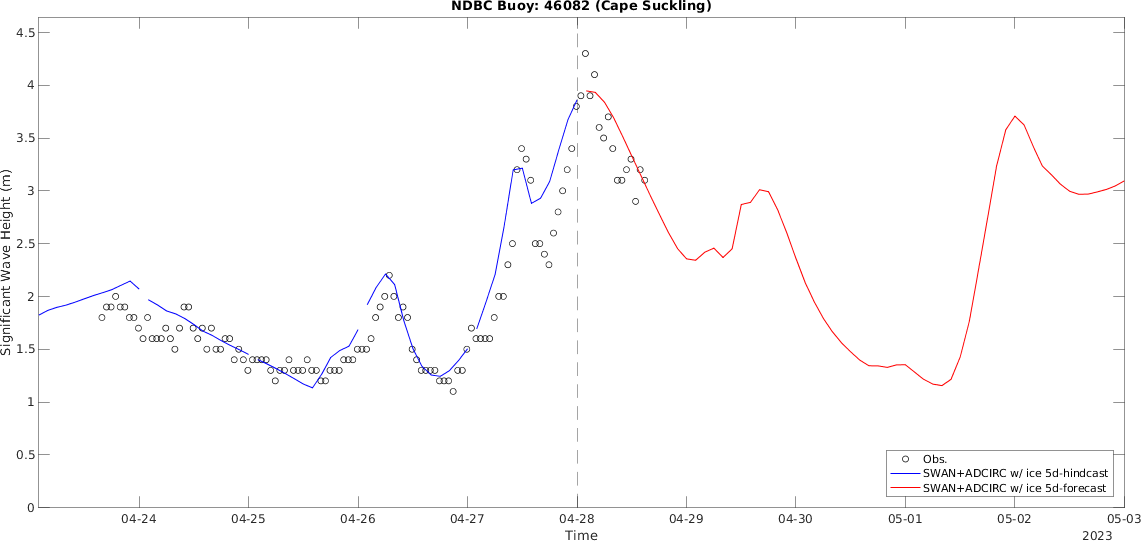 NDBC Buoy: 46082 (Cape Suckling)
4.5
4
3.5
3
2.5
2
1.5
1
0.5
0
Significant Wave Height (m)
Obs.
SWAN+ADCIRC w/ ice 5d-hindcast
SWAN+ADCIRC w/ ice 5d-forecast
04-24 04-25 04-26 04-27 04-28 04-29 04-30 05-01 05-02 05-03
Time
2023